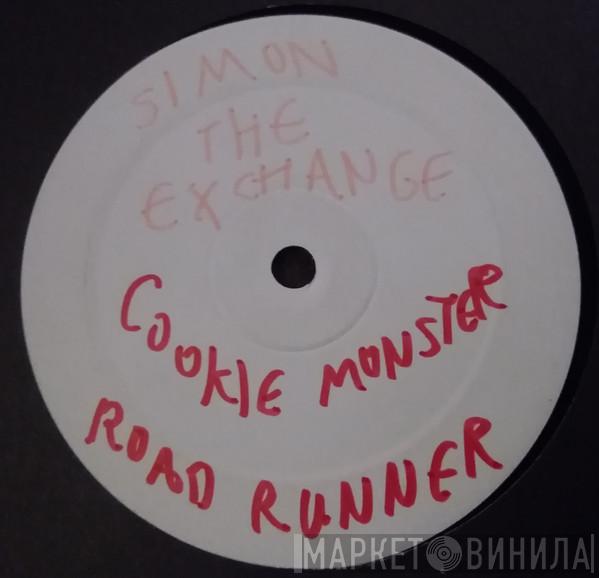 SIMON
THE
EXCHANGE
COOKIE MONSTER
ROAD RUNNER
МАРКЕТ ВИНИЛА